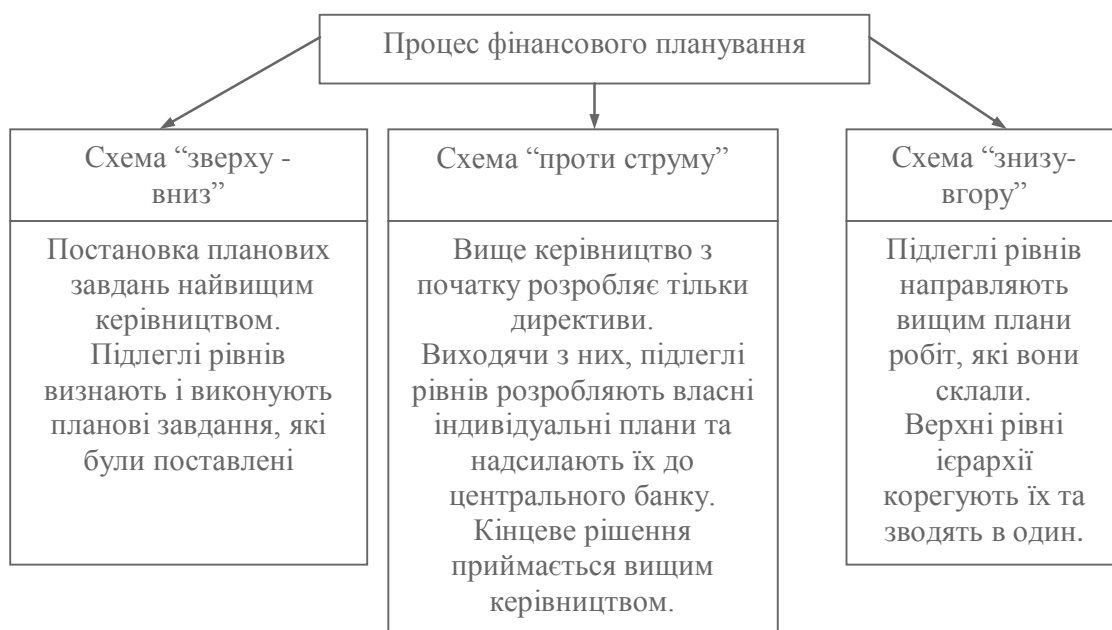 Процес фінансового планування
Схема “зверху -
вниз”
Постановка планових
завдань найвищим
керівництвом.
Підлеглі рівнів
визнають і виконують
планові завдання, які
були поставлені
Схема “проти струму”
Вище керівництво з
початку розробляє тільки
директиви.
Виходячи з них, підлеглі
рівнів розробляють власні
індивідуальні плани та
надсилають їх до
центрального банку.
Кінцеве рішення
приймається вищим
керівництвом.
Схема “знизу-
вгору”
Підлеглі рівнів
направляють
вищим плани
робіт, які вони
склали.
Верхні рівні
ієрархії
корегують їх та
зводять в один.